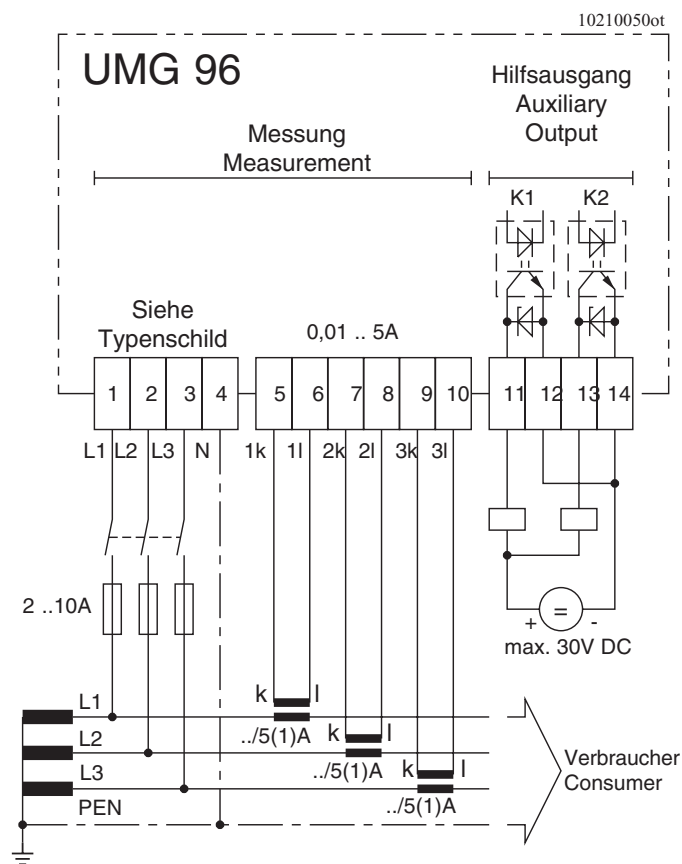 10210050ot
UMG 96
Hilfsausgang
Auxiliary
Output
Messung
Measurement
K1 K2
Siehe
Typenschild
0,01 .. 5A
1 2 3 4 5 6 7 8 9 10 11 12 13 14
L1 L2 L3 N 1k 1l 2k 2l 3k 3l
2 ..10A
+ = -
max. 30V DC
L1 k l
../5(1)A
L2 k l
../5(1)A
L3 k l
../5(1)A
PEN
Verbraucher
Consumer